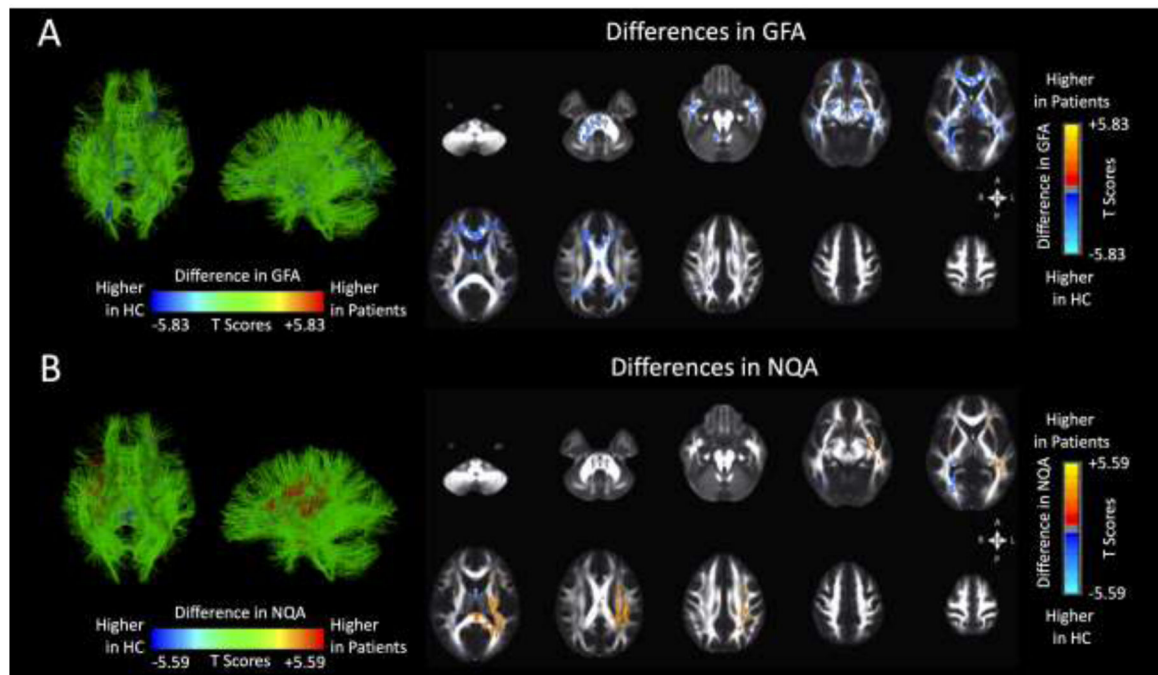 A
Differences in GFA
Higher
in Patients
+5.83
Difference in GFA
T Scores
-5.83
Higher
in HC
A
R L
P
Difference in GFA
Higher
in HC
Higher
in Patients
-5.83 T Scores +5.83
B
Differences in NQA
Higher
in Patients
+5.59
Difference in NQA
T Scores
-5.59
Higher
in HC
A
R L
P
Difference in NQA
Higher
in HC
Higher
in Patients
-5.59 T Scores +5.59